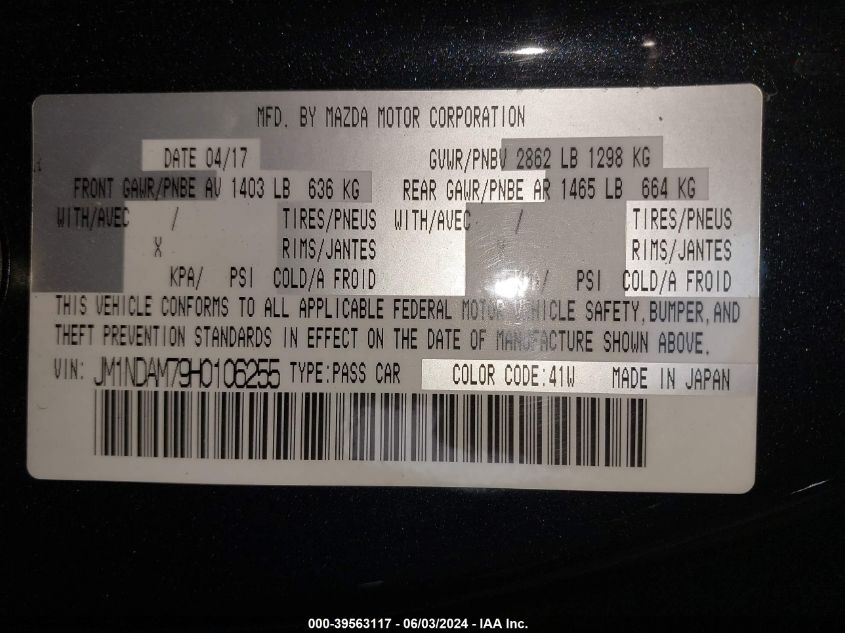 MFD. BY MAZDA MOTOR CORPORATION
DATE 04/17 GVWR/PNBV 2862 LB 1298 KG
FRONT GAWR/PNBE AV 1403 LB 636 KG REAR GAWR/PNBE AR 1465 LB 664 KG
WITH/AVEC / TIRES/PNEUS WITH/AVEC / TIRES/PNEUS
X RIMS/JANTES X RIMS/JANTES
KPA/ PSI COLD/A FROID KPA/ PSI COLD/A FROID
THIS VEHICLE CONFORMS TO ALL APPLICABLE FEDERAL MOTOR VEHICLE SAFETY,BUMPER,AND
THEFT PREVENTION STANDARDS IN EFFECT ON THE DATE OF MANUFACTURE SHOWN ABOVE.
VIN: JM1NDAM79H0106255 TYPE:PASS CAR COLOR CODE:41W MADE IN JAPAN
000-39563117 - 06/03/2024 - IAA Inc.